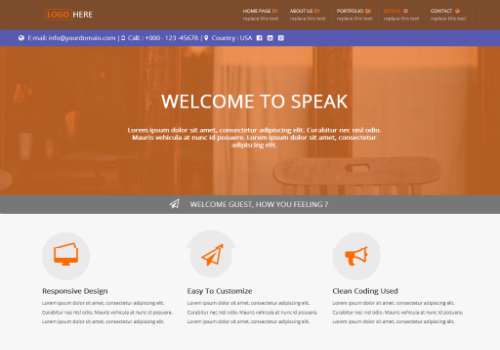 LOGO HERE
HOME PAGE
ABOUT US
PORTFOLIO
CONTACT
replace this text
replace this text
replace this text
replace this text
replace this text
E-mail: info@yourdomain.com | Call: : +000 - 123 -45678 | Country : USA
WELCOME TO SPEAK
Lorem ipsum dolor sit amet, consectetur adipiscing elit. Curabitur nec nisl odio.
Mauris vehicula at nunc id posuere. Lorem ipsum dolor sit amet, consectetur adipiscing
elit.
WELCOME GUEST, HOW YOU FEELING ?
Responsive Design
Lorem ipsum dolor sit amet, consectetur adipiscing elit.
Curabitur nec nisl odio. Mauris vehicula at nunc id posuere.
Lorem ipsum dolor sit amet, consectetur adipiscing elit.
Easy To Customize
Lorem ipsum dolor sit amet, consectetur adipiscing elit.
Curabitur nec nisl odio. Mauris vehicula at nunc id posuere.
Lorem ipsum dolor sit amet, consectetur adipiscing elit.
Clean Coding Used
Lorem ipsum dolor sit amet, consectetur adipiscing elit.
Curabitur nec nisl odio. Mauris vehicula at nunc id posuere.
Lorem ipsum dolor sit amet, consectetur adipiscing elit.